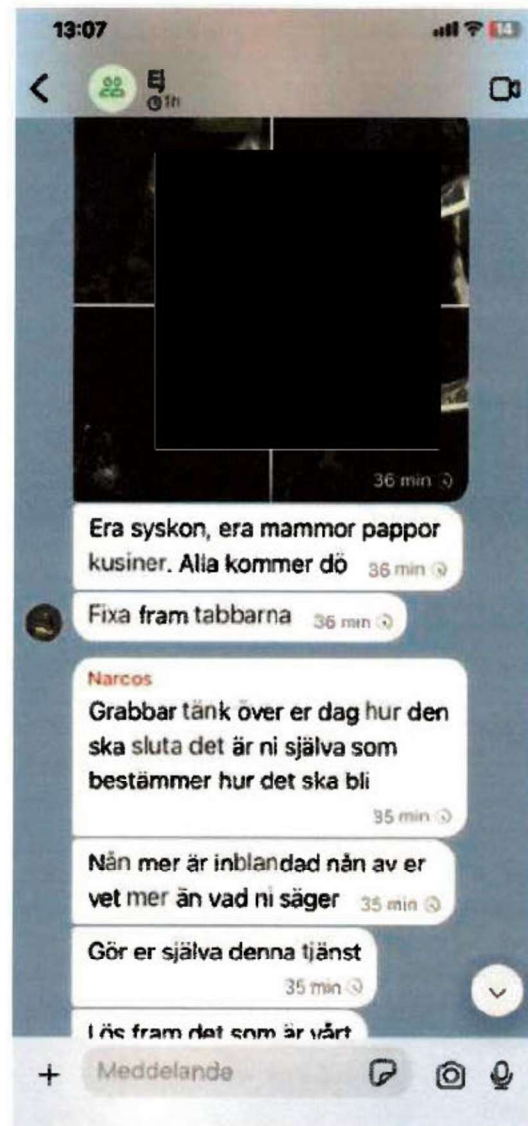 13:07
14
1h
36 min
Era syskon, era mammor pappor
kusiner. Alla kommer dö 36 min
Fixa fram tabbarna 36 min
Narcos
Grabbar tänk över er dag hur den
ska sluta det är ni själva som
bestämmer hur det ska bli
35 min
Nån mer är inblandad nån av er
vet mer än vad ni säger 35 min
Gör er själva denna tjänst
35 min
Lös fram det som är vårt
Meddelande